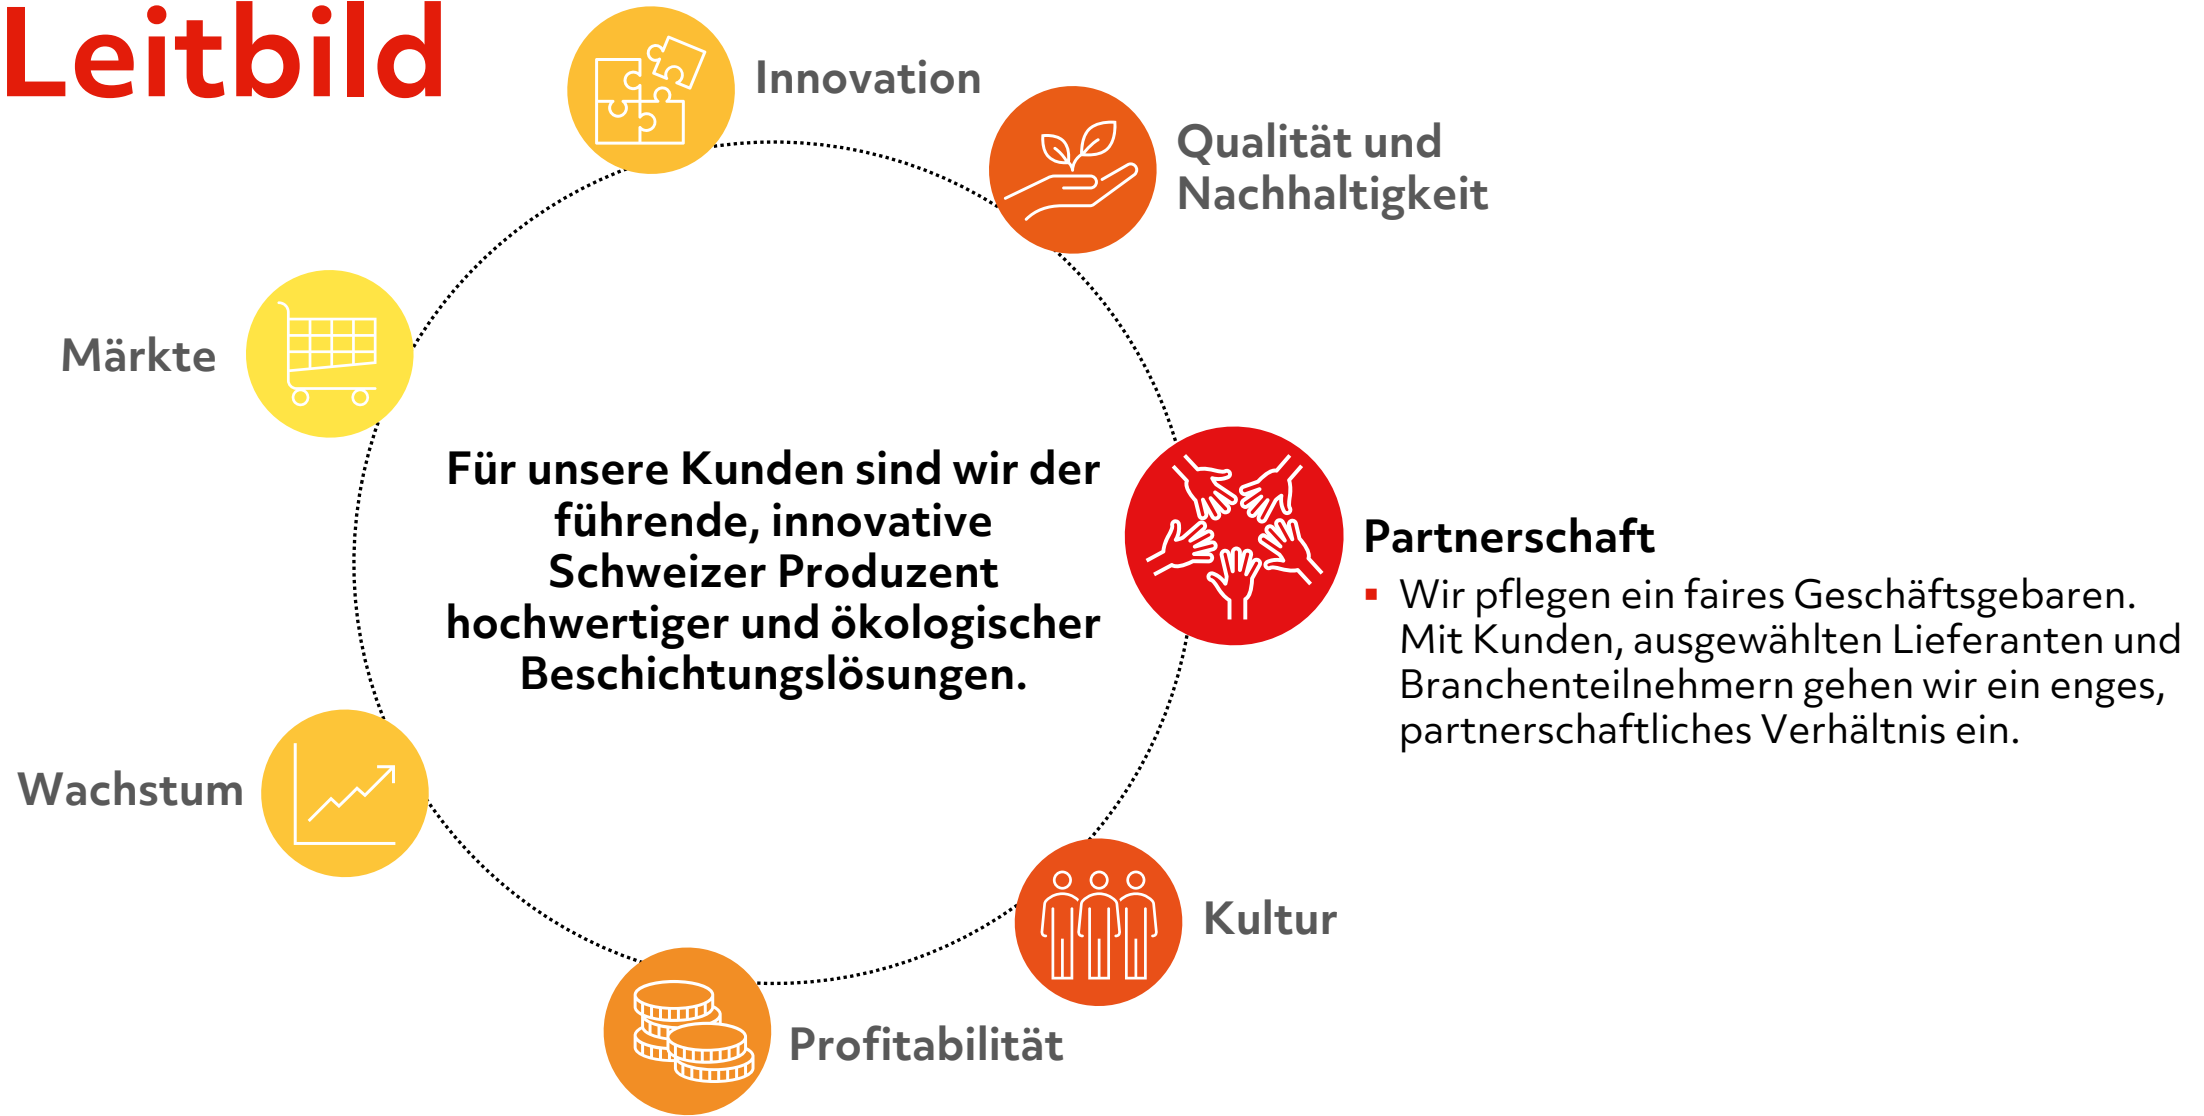 Leitbild
Innovation
Qualität und
Nachhaltigkeit
Märkte
Für unsere Kunden sind wir der
führende, innovative
Schweizer Produzent
hochwertiger und ökologischer
Beschichtungslösungen.
Partnerschaft
▪ Wir pflegen ein faires Geschäftsgebaren.
Mit Kunden, ausgewählten Lieferanten und
Branchenteilnehmern gehen wir ein enges,
partnerschaftliches Verhältnis ein.
Wachstum
Kultur
Profitabilität